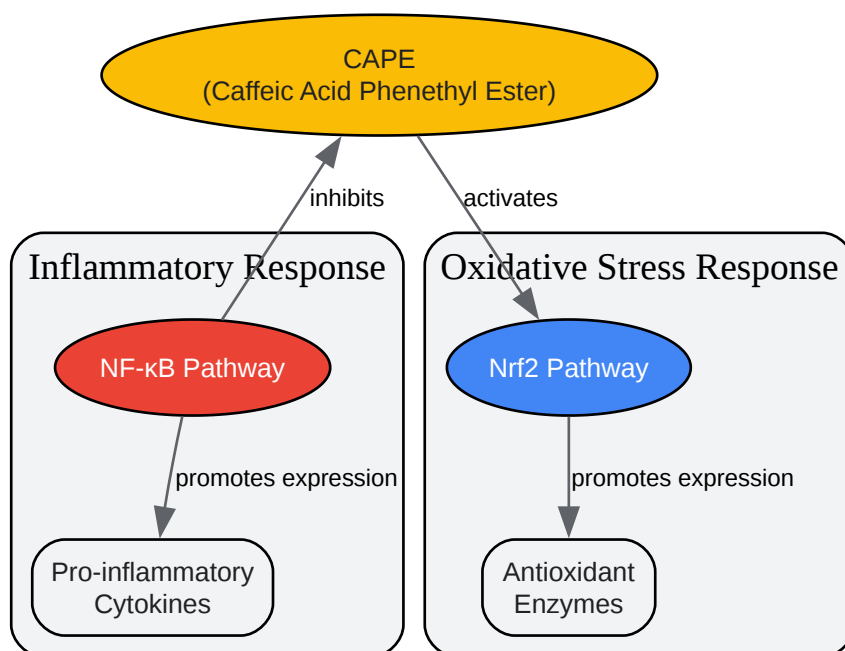 CAPE
(Caffeic Acid Phenethyl Ester)
inhibits
activates
Inflammatory Response
Oxidative Stress Response
NF-κB Pathway
Nrf2 Pathway
promotes expression
promotes expression
Pro-inflammatory
Cytokines
Antioxidant
Enzymes